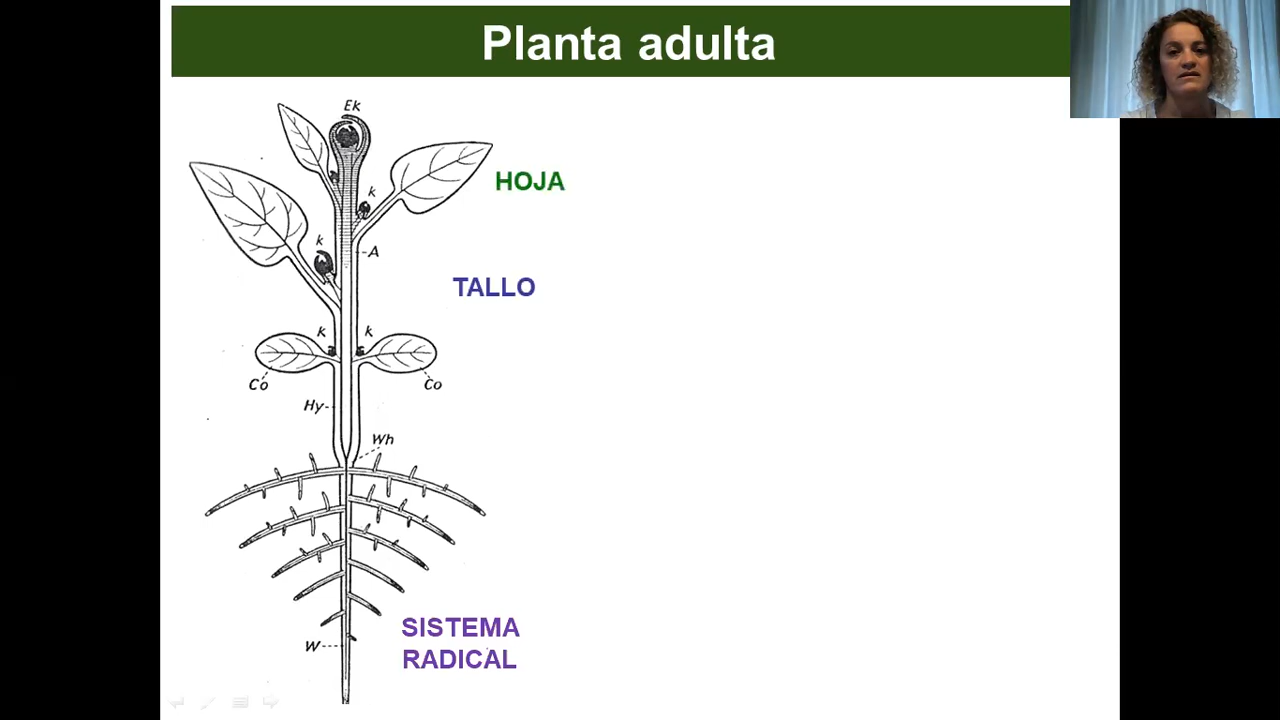 Planta adulta
Ek
HOJA
k
k
A
TALLO
k
k
Co
Co
Hy
Wh
SISTEMA
RADICAL
W